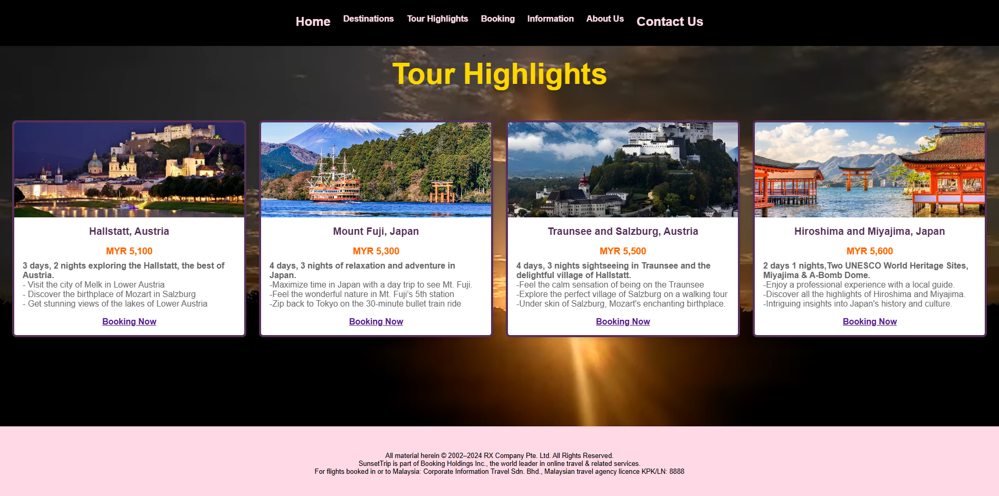 Home Destinations Tour Highlights Booking Information About Us Contact Us
Tour Highlights
Hallstatt, Austria
MYR 5,100
3 days, 2 nights exploring the Hallstatt, the best of
Austria.
- Visit the city of Melk in Lower Austria
- Discover the birthplace of Mozart in Salzburg
- Get stunning views of the lakes of Lower Austria
Booking Now
Mount Fuji, Japan
MYR 5,300
4 days, 3 nights of relaxation and adventure in
Japan.
-Maximize time in Japan with a day trip to see Mt. Fuji.
-Feel the wonderful nature in Mt. Fuji's 5th station
-Zip back to Tokyo on the 30-minute bullet train ride
Booking Now
Traunsee and Salzburg, Austria
MYR 5,500
4 days, 3 nights sightseeing in Traunsee and the
delightful village of Hallstatt.
-Feel the calm sensation of being on the Traunsee
-Explore the perfect village of Salzburg on a walking tour
-Under skin of Salzburg, Mozart's enchanting birthplace.
Booking Now
Hiroshima and Miyajima, Japan
MYR 5,600
2 days 1 nights,Two UNESCO World Heritage Sites,
Miyajima & A-Bomb Dome.
-Enjoy a professional experience with a local guide.
-Discover all the highlights of Hiroshima and Miyajima.
-Intriguing insights into Japan's history and culture.
Booking Now
All material herein © 2002–2024 RX Company Pte. Ltd. All Rights Reserved.
SunsetTrip is part of Booking Holdings Inc., the world leader in online travel & related services.
For flights booked in or to Malaysia: Corporate Information Travel Sdn. Bhd., Malaysian travel agency licence KPK/LN: 8888